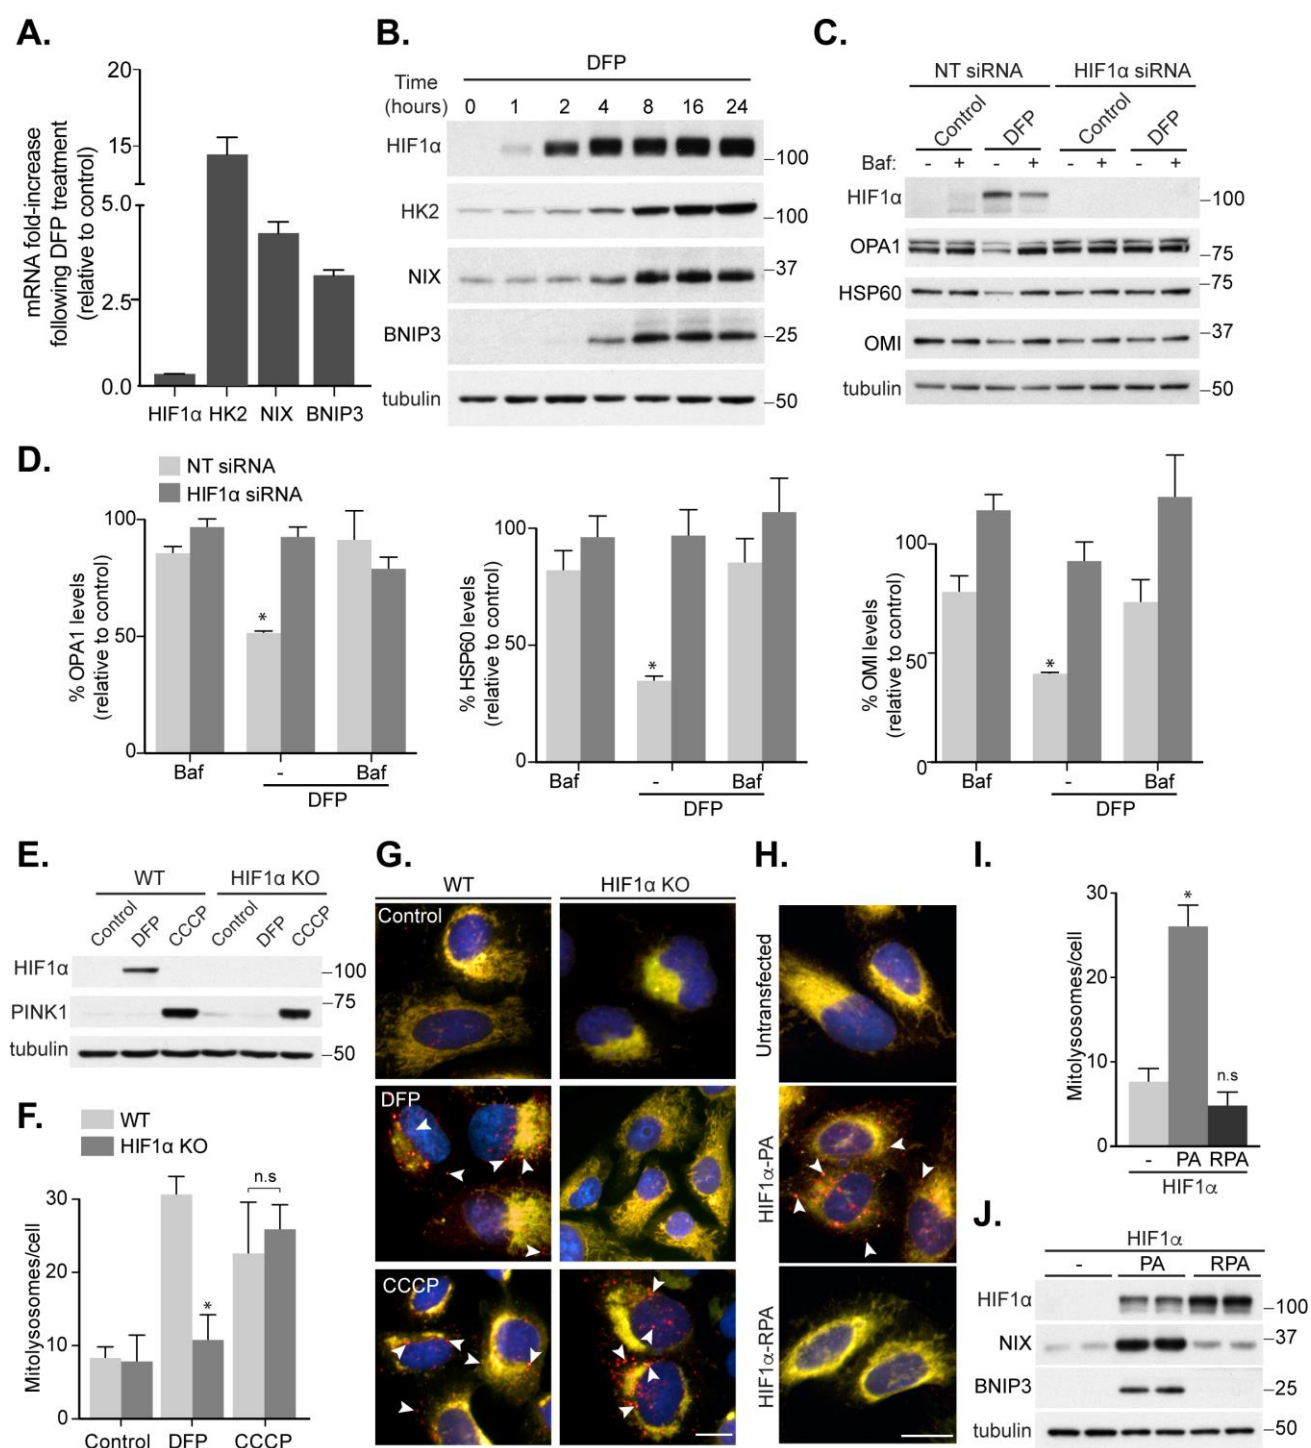 A.
20
15
5.0
2.5
0.0
mRNA fold-increase
following DFP treatment
(relative to control)
HIF1α HK2 NIX BNIP3
B.
DFP
Time
(hours) 0 1 2 4 8 16 24
HIF1α –100
HK2 –100
NIX –37
BNIP3 –25
tubulin –50
C.
NT siRNA HIF1α siRNA
Control DFP Control DFP
Baf: - + - + - + - +
HIF1α –100
OPA1 –75
HSP60 –75
OMI –37
tubulin –50
D.
NT siRNA
HIF1α siRNA
100
50
0
% OPA1 levels
(relative to control)
*
Baf - Baf
DFP
100
50
0
% HSP60 levels
(relative to control)
*
Baf - Baf
DFP
100
50
0
% OMI levels
(relative to control)
*
Baf - Baf
DFP
E.
WT HIF1α KO
Control DFP CCCP Control DFP CCCP
HIF1α –100
PINK1 –75
tubulin –50
F.
WT
HIF1α KO
30
20
10
0
Mitolysosomes/cell
*
n.s
Control DFP CCCP
G.
WT HIF1α KO
Control
DFP
CCCP
H.
Untransfected
HIF1α-PA
HIF1α-RPA
I.
30
20
10
0
Mitolysosomes/cell
*
n.s
- PA RPA
HIF1α
J.
HIF1α
- PA RPA
HIF1α –100
NIX –37
BNIP3 –25
tubulin –50